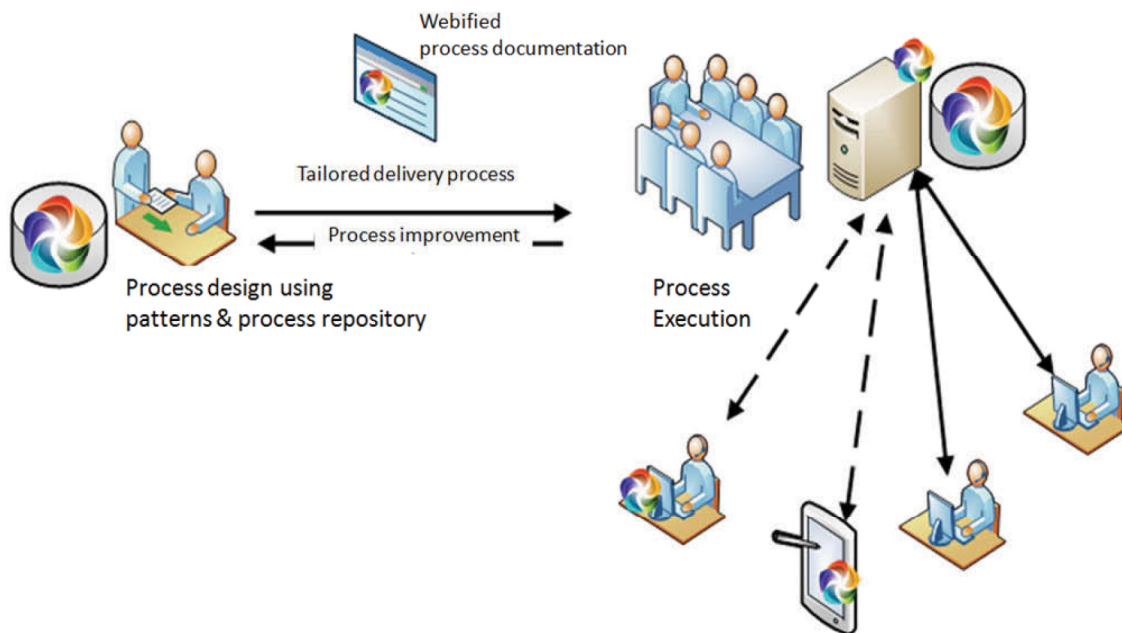 Webified
process documentation
Tailored delivery process
Process improvement
Process design using
patterns & process repository
Process
Execution